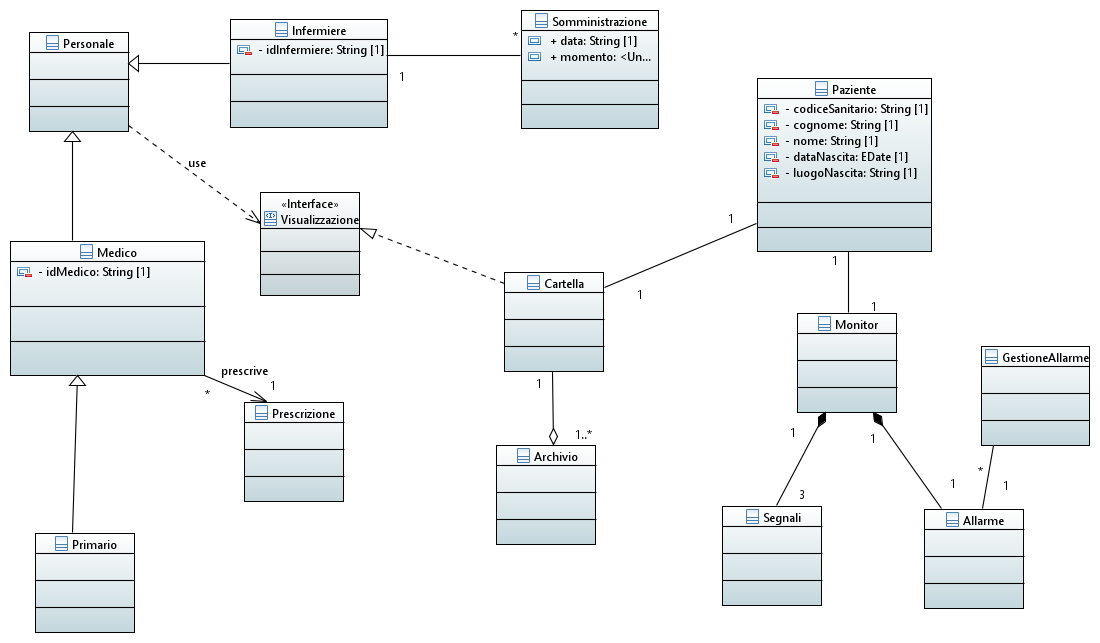 Personale
Infermiere
- idInfermiere: String [1]
1
*
Somministrazione
+ data: String [1]
+ momento: <Un...
Paziente
- codiceSanitario: String [1]
- cognome: String [1]
- nome: String [1]
- dataNascita: EDate [1]
- luogoNascita: String [1]
use
«Interface»
Visualizzazione
Medico
- idMedico: String [1]
Cartella
1
1
1
1
Monitor
GestioneAllarme
prescrive
*
1
Prescrizione
1
1..*
Archivio
1
3
Segnali
1
1
*
1
Allarme
Primario